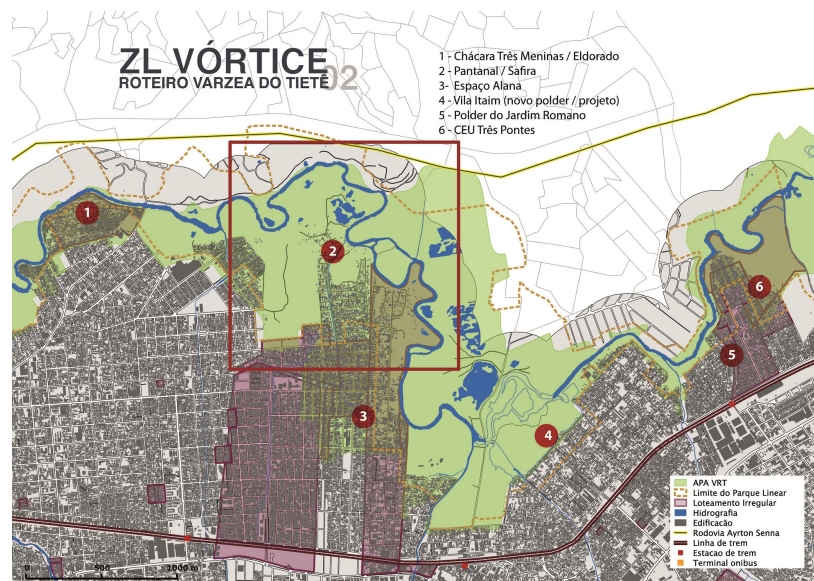 ZL VÓRTICE
ROTEIRO VARZEA DO TIETÊ 02
1 - Chácara Três Meninas / Eldorado
2 - Pantanal / Safira
3- Espaço Alana
4 - Vila Itaim (novo polder / projeto)
5 - Polder do Jardim Romano
6 - CEU Três Pontes
1
2
3
4
5
6
APA VRT
Limite do Parque Linear
Loteamento Irregular
Hidrografia
Edificacão
Rodovia Ayrton Senna
Linha de trem
Estacao de trem
Terminal onibus
0 500 1000 m